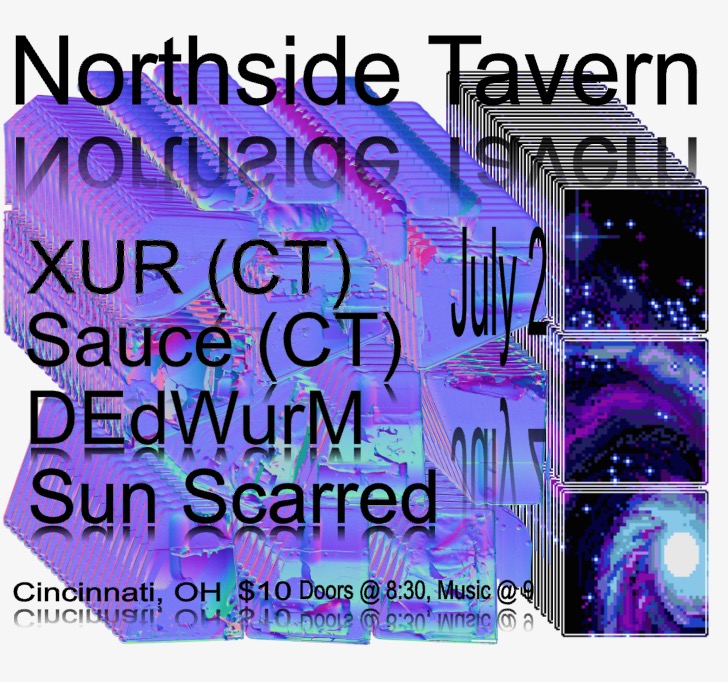 Northside Tavern
XUR (CT)
July 2
Saucé (CT)
DEdWurM
Sun Scarred
Cincinnati, OH $10 Doors @ 8:30, Music @ 9